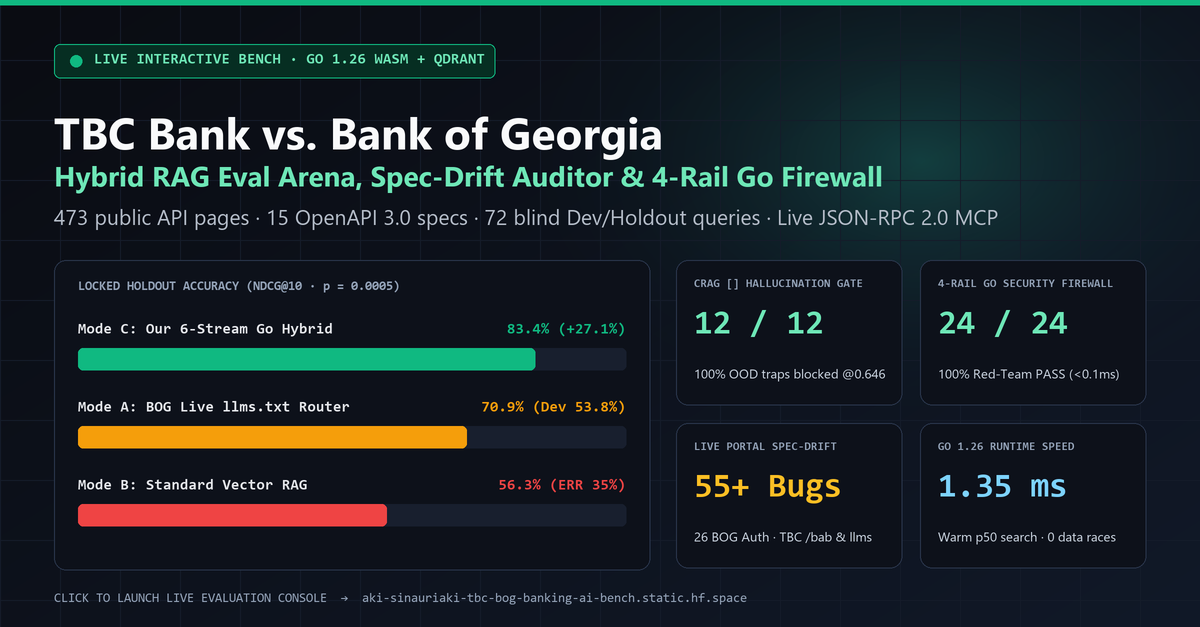 LIVE INTERACTIVE BENCH · GO 1.26 WASM + QDRANT
TBC Bank vs. Bank of Georgia
Hybrid RAG Eval Arena, Spec-Drift Auditor & 4-Rail Go Firewall
473 public API pages · 15 OpenAPI 3.0 specs · 72 blind Dev/Holdout queries · Live JSON-RPC 2.0 MCP
LOCKED HOLDOUT ACCURACY (NDCG@10 · p = 0.0005)
Mode C: Our 6-Stream Go Hybrid 83.4% (+27.1%)
Mode A: BOG Live llms.txt Router 70.9% (Dev 53.8%)
Mode B: Standard Vector RAG 56.3% (ERR 35%)
CRAG [] HALLUCINATION GATE
12 / 12
100% OOD traps blocked @0.646
4-RAIL GO SECURITY FIREWALL
24 / 24
100% Red-Team PASS (<0.1ms)
LIVE PORTAL SPEC-DRIFT
55+ Bugs
26 BOG Auth · TBC /bab & llms
GO 1.26 RUNTIME SPEED
1.35 ms
Warm p50 search · 0 data races
CLICK TO LAUNCH LIVE EVALUATION CONSOLE → aki-sinauriaki-tbc-bog-banking-ai-bench.static.hf.space